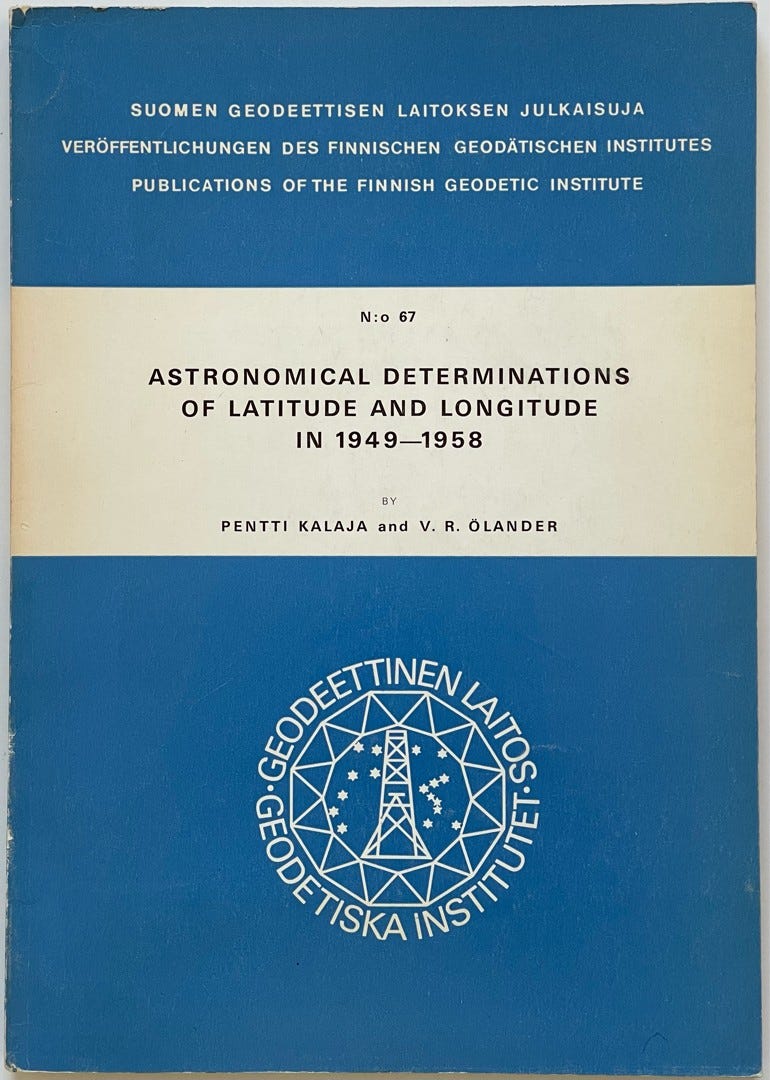 SUOMEN GEODEETTISEN LAITOKSEN JULKAISUJA
VERÖFFENTLICHUNGEN DES FINNISCHEN GEODÄTISCHEN INSTITUTES
PUBLICATIONS OF THE FINNISH GEODETIC INSTITUTE
N:o 67
ASTRONOMICAL DETERMINATIONS
OF LATITUDE AND LONGITUDE
IN 1949—1958
BY
PENTTI KALAJA and V. R. ÖLANDER
GEODEETTINEN LAITOS
GEODETISKA INSTITUTET